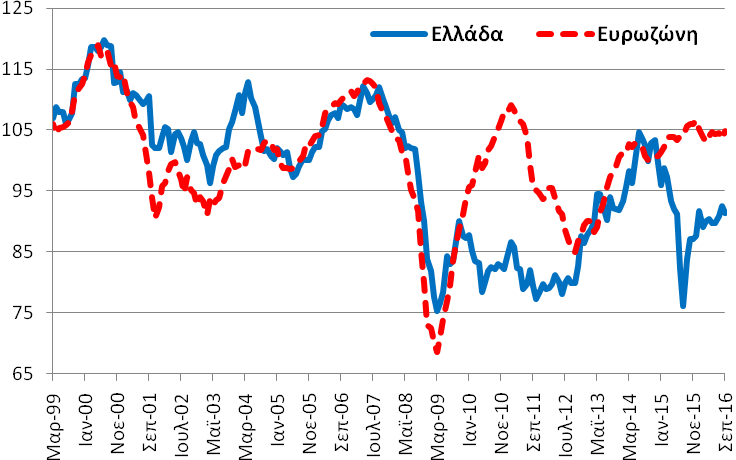 125
115
105
95
85
75
65
Ελλάδα
Ευρωζώνη
Μαρ-99
Ιαν-00
Νοε-00
Σεπ-01
Ιουλ-02
Μαϊ-03
Μαρ-04
Ιαν-05
Νοε-05
Σεπ-06
Ιουλ-07
Μαϊ-08
Μαρ-09
Ιαν-10
Νοε-10
Σεπ-11
Ιουλ-12
Μαϊ-13
Μαρ-14
Ιαν-15
Νοε-15
Σεπ-16